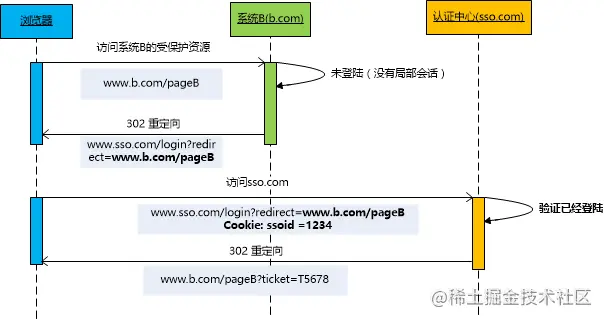 浏览器
系统B(b.com)
认证中心(sso.com)
访问系统B的受保护资源
www.b.com/pageB
未登陆（没有局部会话）
302 重定向
www.sso.com/login?redir
ect=www.b.com/pageB
访问sso.com
www.sso.com/login?redirect=www.b.com/pageB
Cookie: ssoid =1234
验证已经登陆
302 重定向
www.b.com/pageB?ticket=T5678
@稀土掘金技术社区